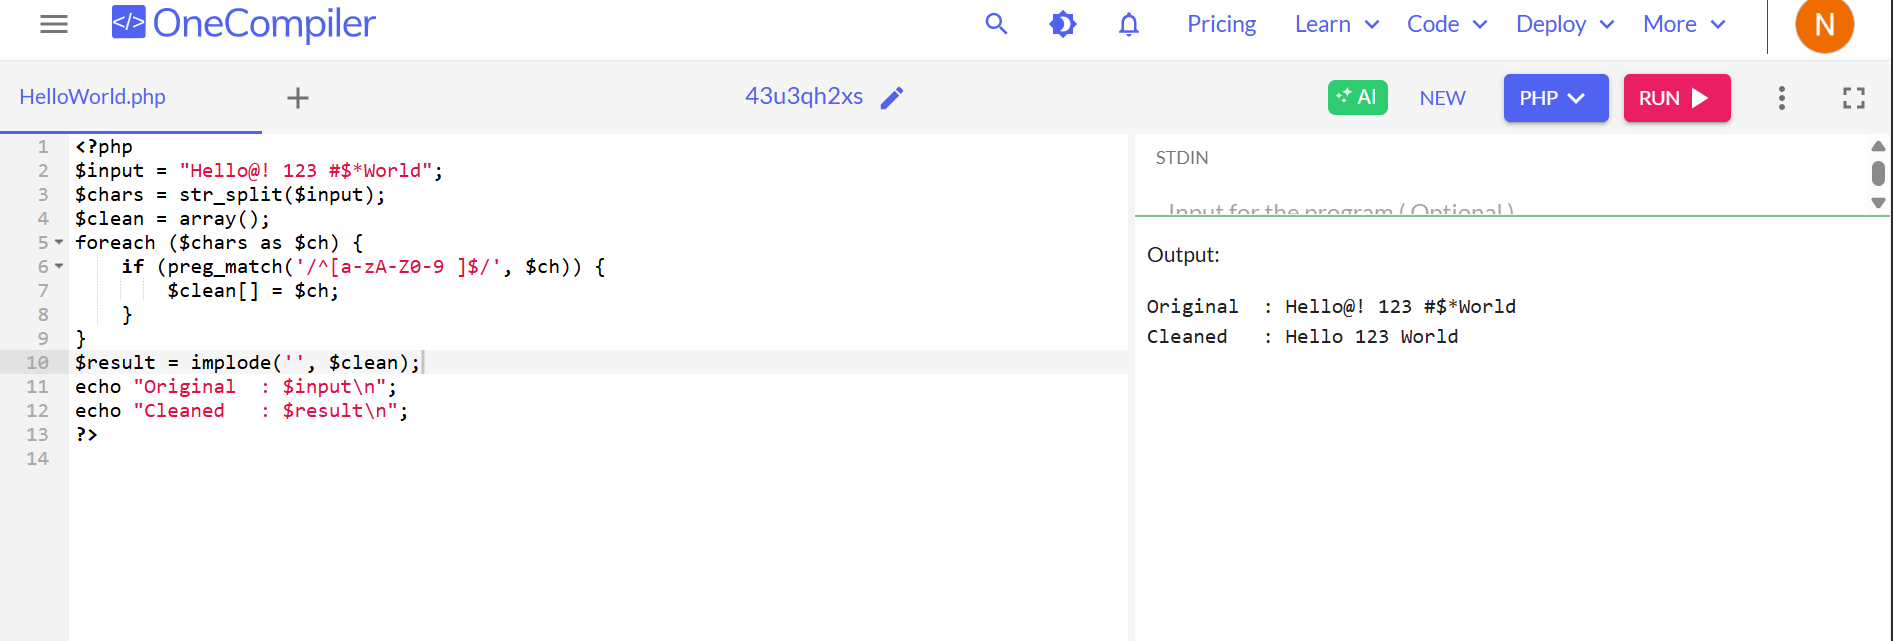 </> OneCompiler Pricing Learn Code Deploy More N
HelloWorld.php + 43u3qh2xs AI NEW PHP RUN
1 <?php
2 $input = "Hello@! 123 #$*World";
3 $chars = str_split($input);
4 $clean = array();
5 foreach ($chars as $ch) {
6     if (preg_match('/^[a-zA-Z0-9 ]$/', $ch)) {
7         $clean[] = $ch;
8     }
9 }
10 $result = implode('', $clean);
11 echo "Original  : $input\n";
12 echo "Cleaned   : $result\n";
13 ?>
14
STDIN
Input for the program ( Optional )
Output:
Original  : Hello@! 123 #$*World
Cleaned   : Hello 123 World